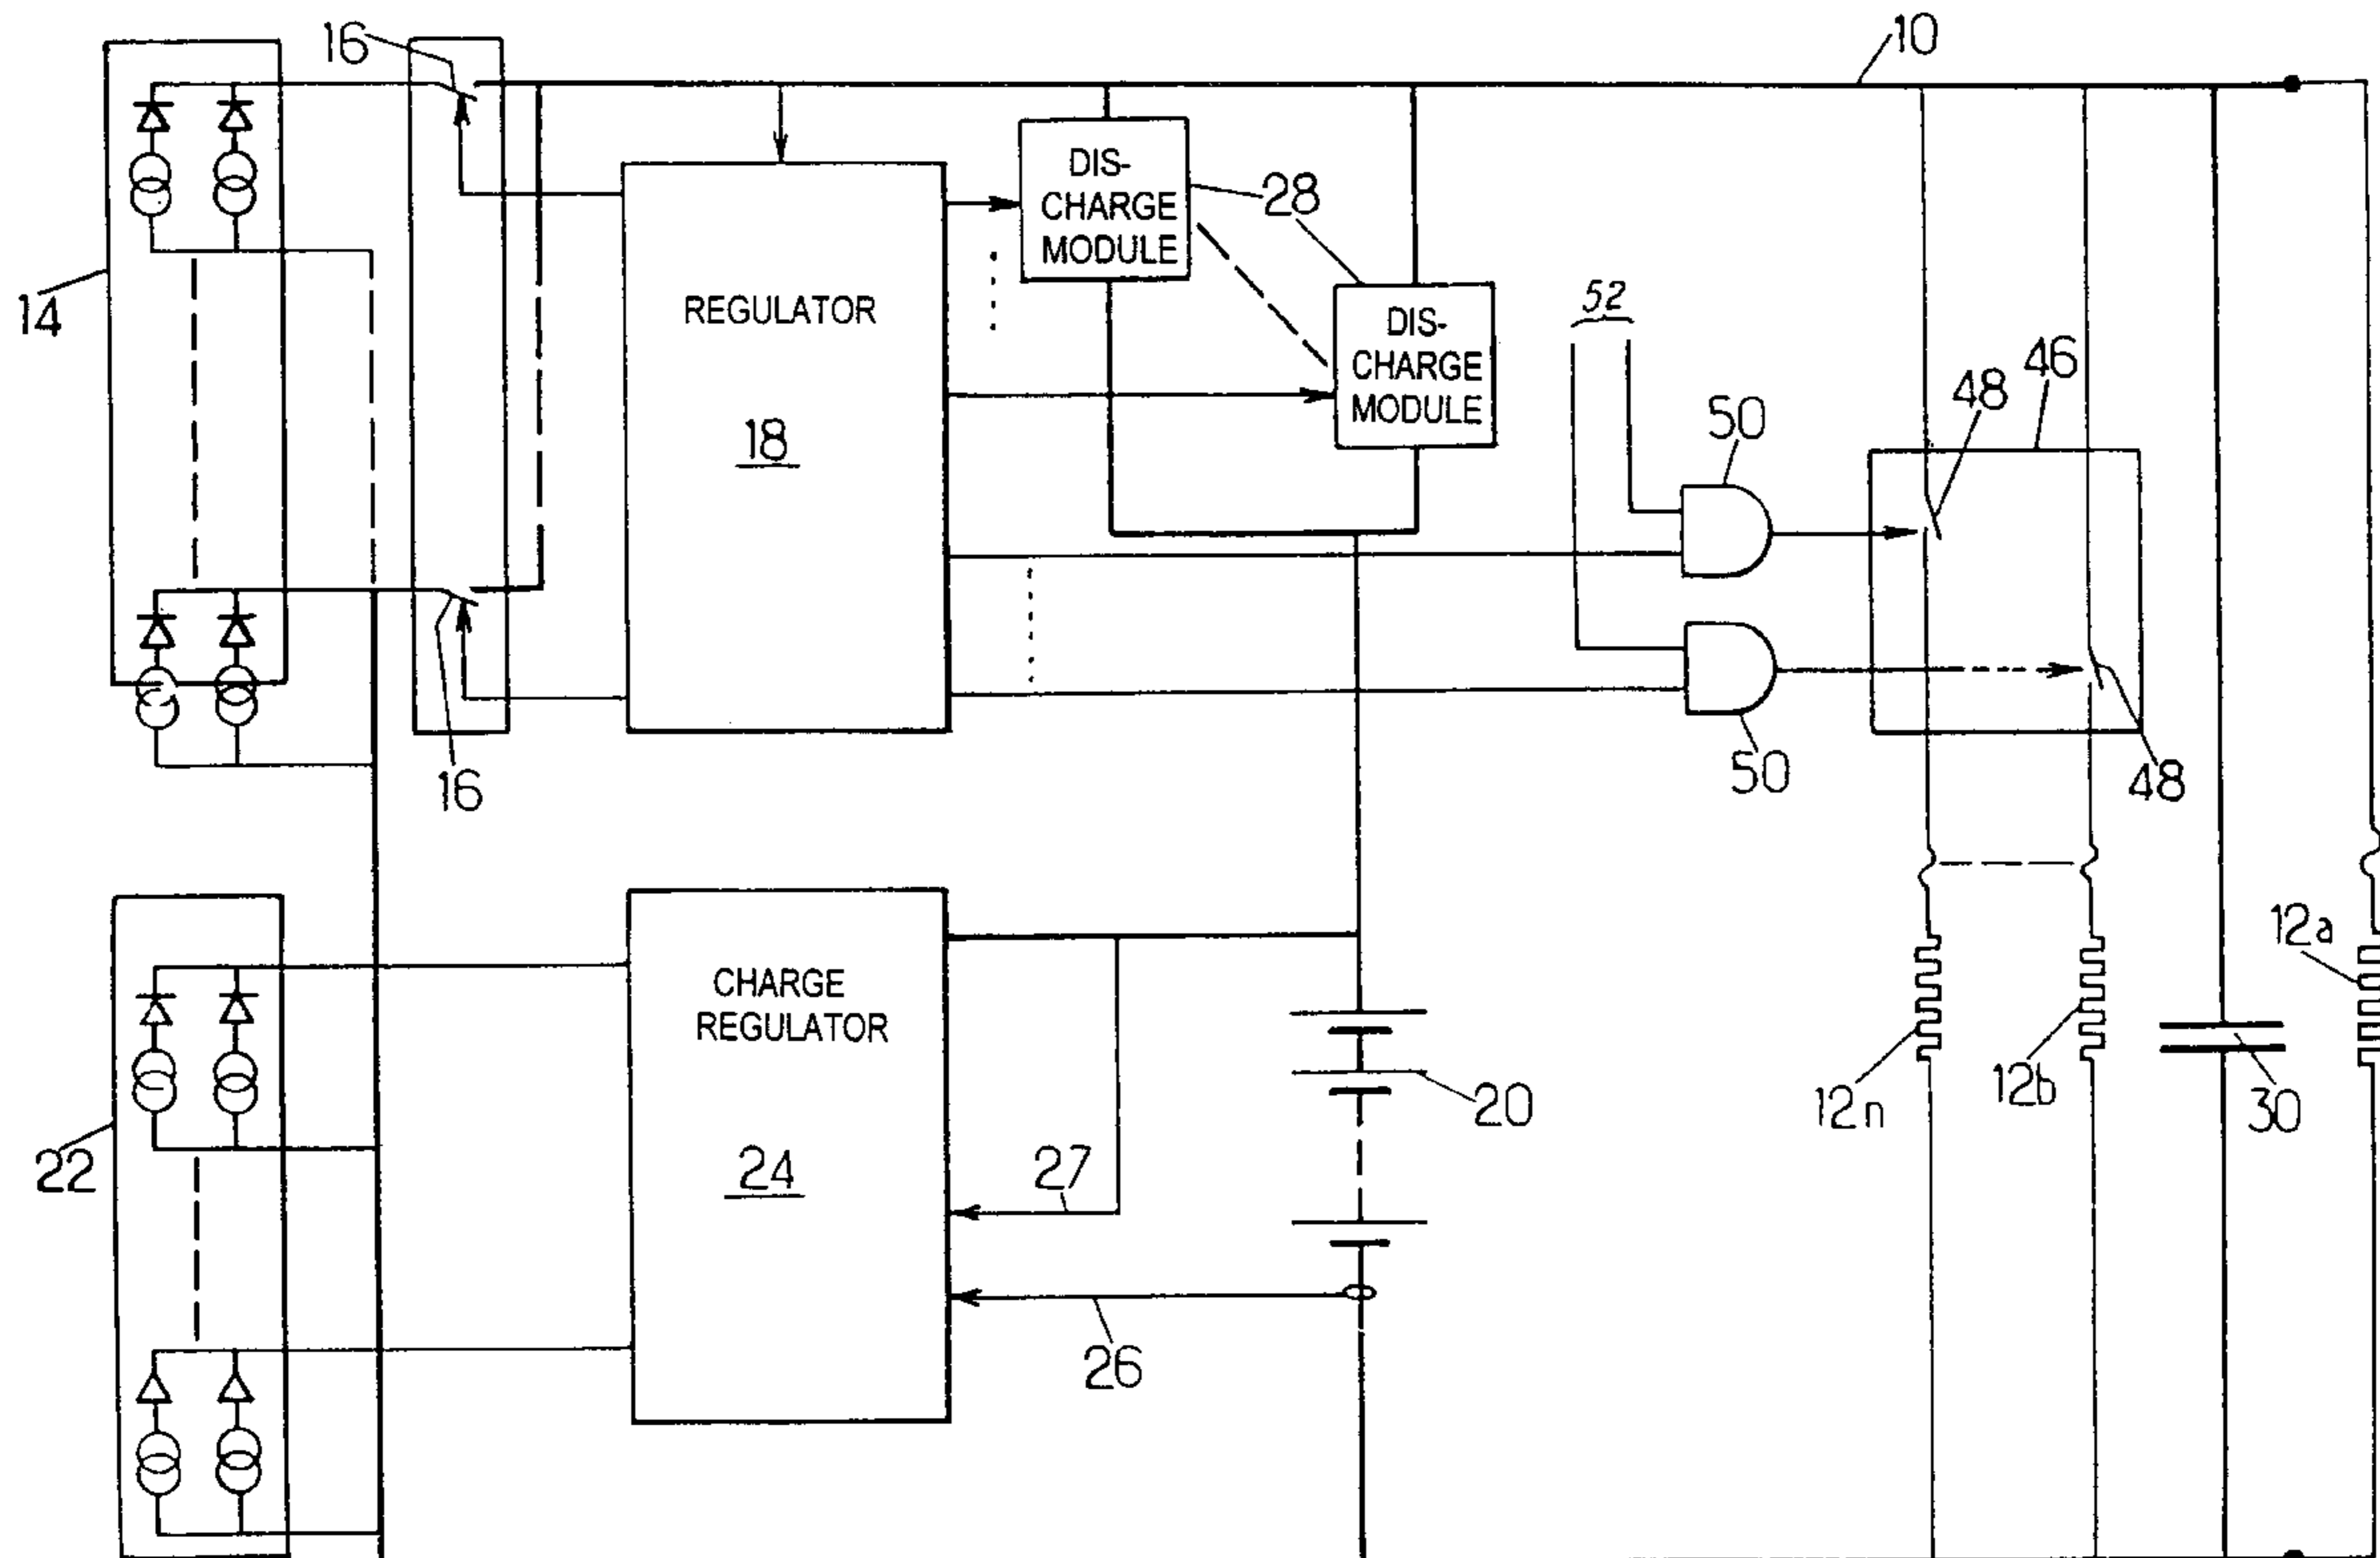 16
10
DIS-
CHARGE
MODULE
28
14
REGULATOR
18
DIS-
CHARGE
MODULE
52
46
48
50
16
50
48
12a
CHARGE
REGULATOR
24
20
12n
12b
30
22
27
26